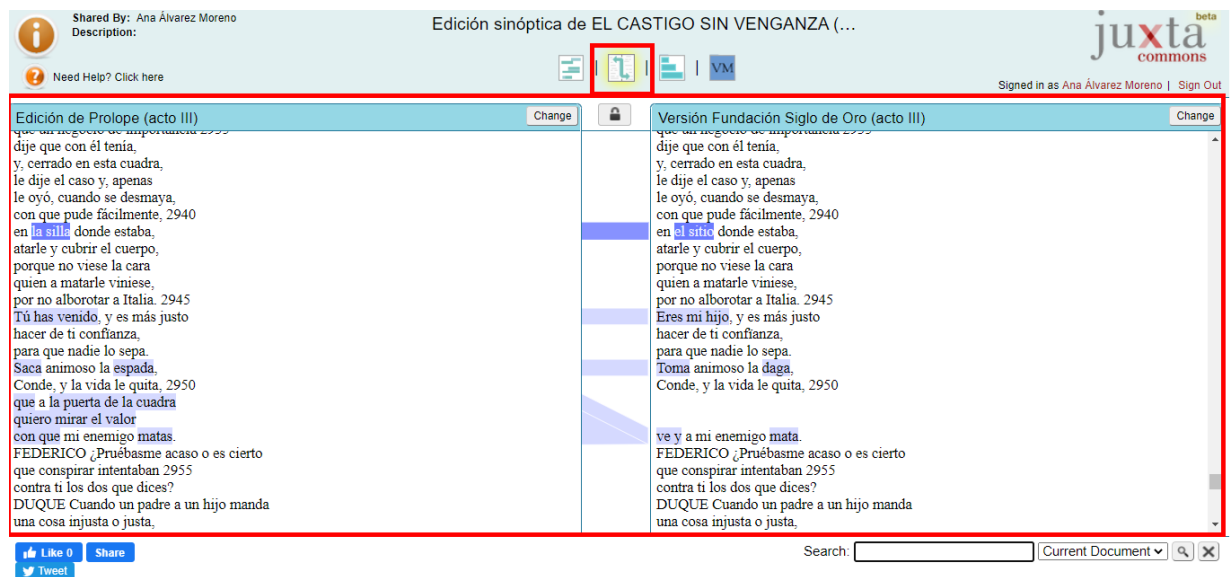 Shared By: Ana Álvarez Moreno
Description:
Need Help? Click here
Edición sinóptica de EL CASTIGO SIN VENGANZA (…
| | | VM
juxta beta
commons
Signed in as Ana Álvarez Moreno | Sign Out
Edición de Prolope (acto III) Change
que un negocio de importancia 2935
dije que con él tenía,
y, cerrado en esta cuadra,
le dije el caso y, apenas
le oyó, cuando se desmaya,
con que pude fácilmente, 2940
en la silla donde estaba,
atarle y cubrir el cuerpo,
porque no viese la cara
quien a matarle viniese,
por no alborotar a Italia. 2945
Tú has venido, y es más justo
hacer de ti confianza,
para que nadie lo sepa.
Saca animoso la espada,
Conde, y la vida le quita, 2950
que a la puerta de la cuadra
quiero mirar el valor
con que mi enemigo matas.
FEDERICO ¿Pruébasme acaso o es cierto
que conspirar intentaban 2955
contra ti los dos que dices?
DUQUE Cuando un padre a un hijo manda
una cosa injusta o justa,
Versión Fundación Siglo de Oro (acto III) Change
que un negocio de importancia 2935
dije que con él tenía,
y, cerrado en esta cuadra,
le dije el caso y, apenas
le oyó, cuando se desmaya,
con que pude fácilmente, 2940
en el sitio donde estaba,
atarle y cubrir el cuerpo,
porque no viese la cara
quien a matarle viniese,
por no alborotar a Italia. 2945
Eres mi hijo, y es más justo
hacer de ti confianza,
para que nadie lo sepa.
Toma animoso la daga,
Conde, y la vida le quita, 2950
ve y a mi enemigo mata.
FEDERICO ¿Pruébasme acaso o es cierto
que conspirar intentaban 2955
contra ti los dos que dices?
DUQUE Cuando un padre a un hijo manda
una cosa injusta o justa,
Like 0 Share
Tweet
Search: Current Document